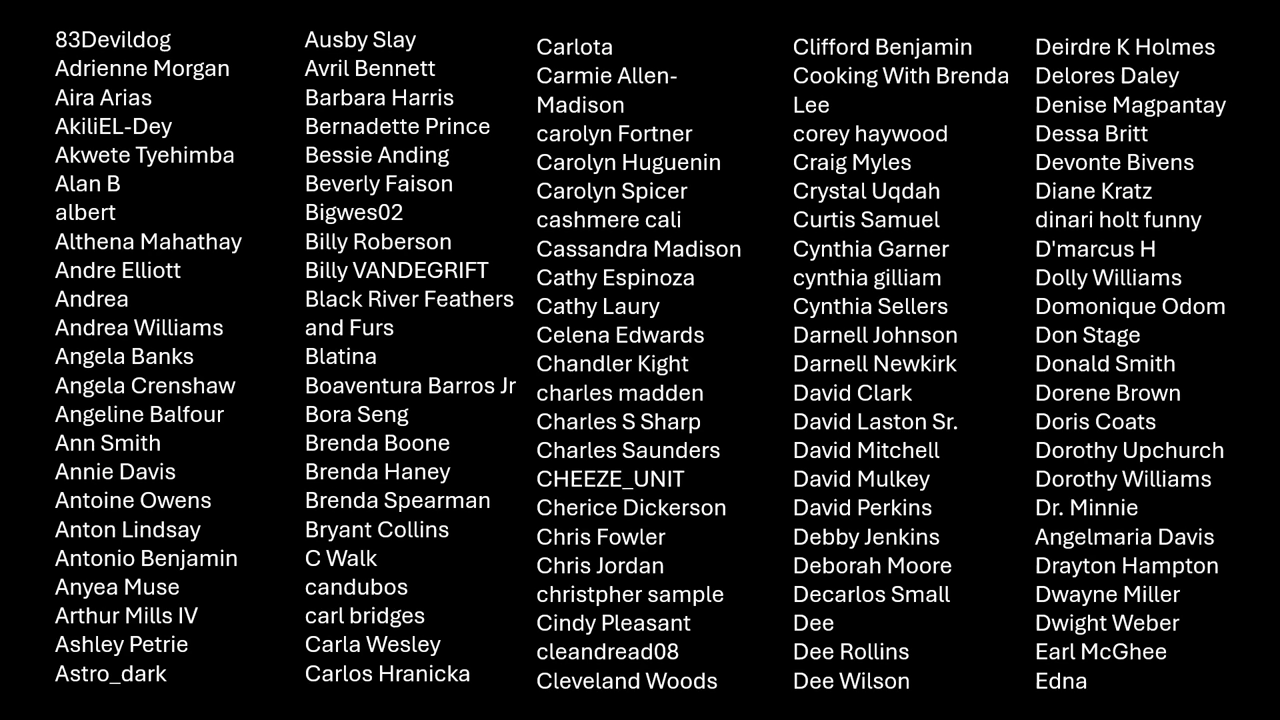 83Devildog
Adrienne Morgan
Aira Arias
AkiliEL-Dey
Akwete Tyehimba
Alan B
albert
Althena Mahathay
Andre Elliott
Andrea
Andrea Williams
Angela Banks
Angela Crenshaw
Angeline Balfour
Ann Smith
Annie Davis
Antoine Owens
Anton Lindsay
Antonio Benjamin
Anyea Muse
Arthur Mills IV
Ashley Petrie
Astro_dark
Ausby Slay
Avril Bennett
Barbara Harris
Bernadette Prince
Bessie Anding
Beverly Faison
Bigwes02
Billy Roberson
Billy VANDEGRIFT
Black River Feathers
and Furs
Blatina
Boaventura Barros Jr
Bora Seng
Brenda Boone
Brenda Haney
Brenda Spearman
Bryant Collins
C Walk
candubos
carl bridges
Carla Wesley
Carlos Hranicka
Carlota
Carmie Allen-
Madison
carolyn Fortner
Carolyn Huguenin
Carolyn Spicer
cashmere cali
Cassandra Madison
Cathy Espinoza
Cathy Laury
Celena Edwards
Chandler Kight
charles madden
Charles S Sharp
Charles Saunders
CHEEZE_UNIT
Cherice Dickerson
Chris Fowler
Chris Jordan
christpher sample
Cindy Pleasant
cleandread08
Cleveland Woods
Clifford Benjamin
Cooking With Brenda
Lee
corey haywood
Craig Myles
Crystal Uqdah
Curtis Samuel
Cynthia Garner
cynthia gilliam
Cynthia Sellers
Darnell Johnson
Darnell Newkirk
David Clark
David Laston Sr.
David Mitchell
David Mulkey
David Perkins
Debby Jenkins
Deborah Moore
Decarlos Small
Dee
Dee Rollins
Dee Wilson
Deirdre K Holmes
Delores Daley
Denise Magpantay
Dessa Britt
Devonte Bivens
Diane Kratz
dinari holt funny
D'marcus H
Dolly Williams
Domonique Odom
Don Stage
Donald Smith
Dorene Brown
Doris Coats
Dorothy Upchurch
Dorothy Williams
Dr. Minnie
Angelmaria Davis
Drayton Hampton
Dwayne Miller
Dwight Weber
Earl McGhee
Edna